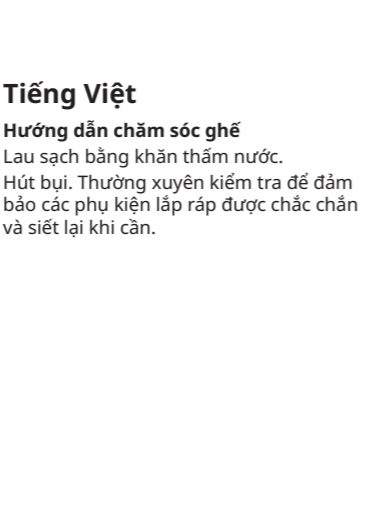 Tiếng Việt
Hướng dẫn chăm sóc ghế
Lau sạch bằng khăn thấm nước.
Hút bụi. Thường xuyên kiểm tra để đảm
bảo các phụ kiện lắp ráp được chắc chắn
và siết lại khi cần.